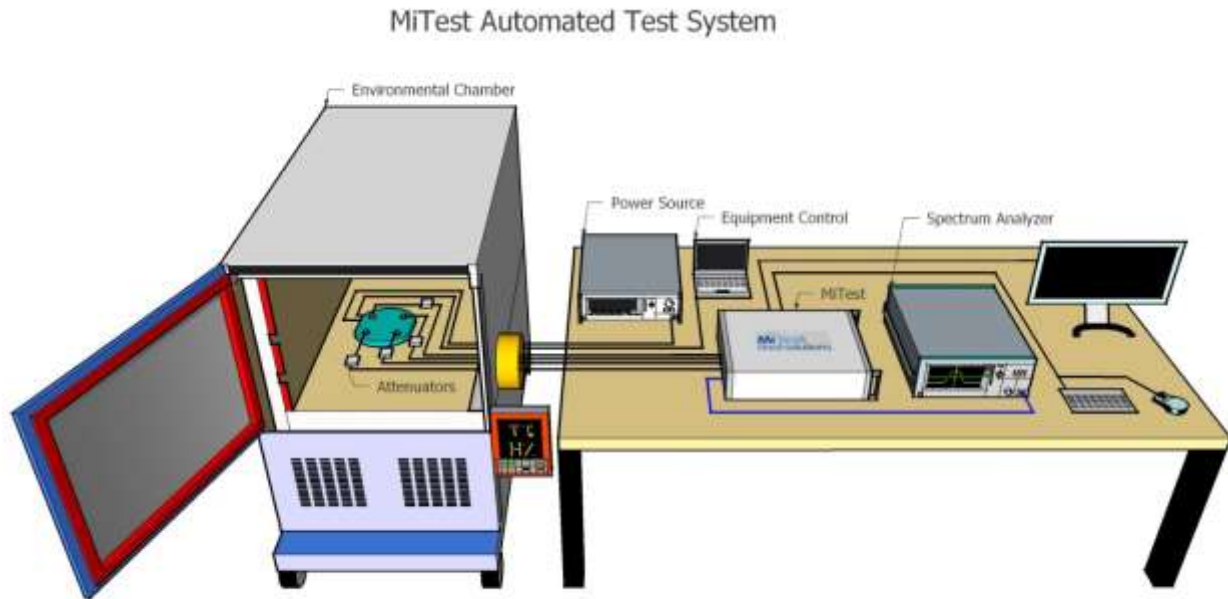 MiTest Automated Test System
Environmental Chamber
Power Source
Equipment Control
Spectrum Analyzer
MiTest
Attenuators